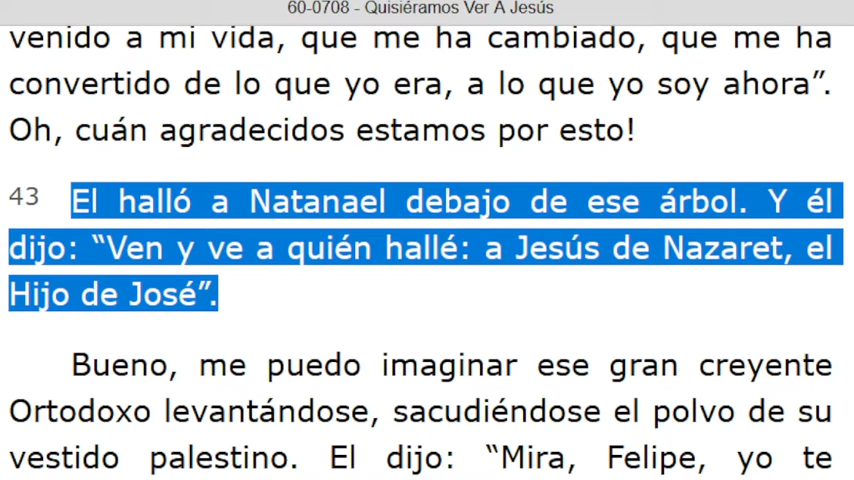 60-0708 - Quisiéramos Ver A Jesús
venido a mi vida, que me ha cambiado, que me ha
convertido de lo que yo era, a lo que yo soy ahora”.
Oh, cuán agradecidos estamos por esto!
43 El halló a Natanael debajo de ese árbol. Y él
dijo: “Ven y ve a quién hallé: a Jesús de Nazaret, el
Hijo de José”.
Bueno, me puedo imaginar ese gran creyente
Ortodoxo levantándose, sacudiéndose el polvo de su
vestido palestino. El dijo: “Mira, Felipe, yo te